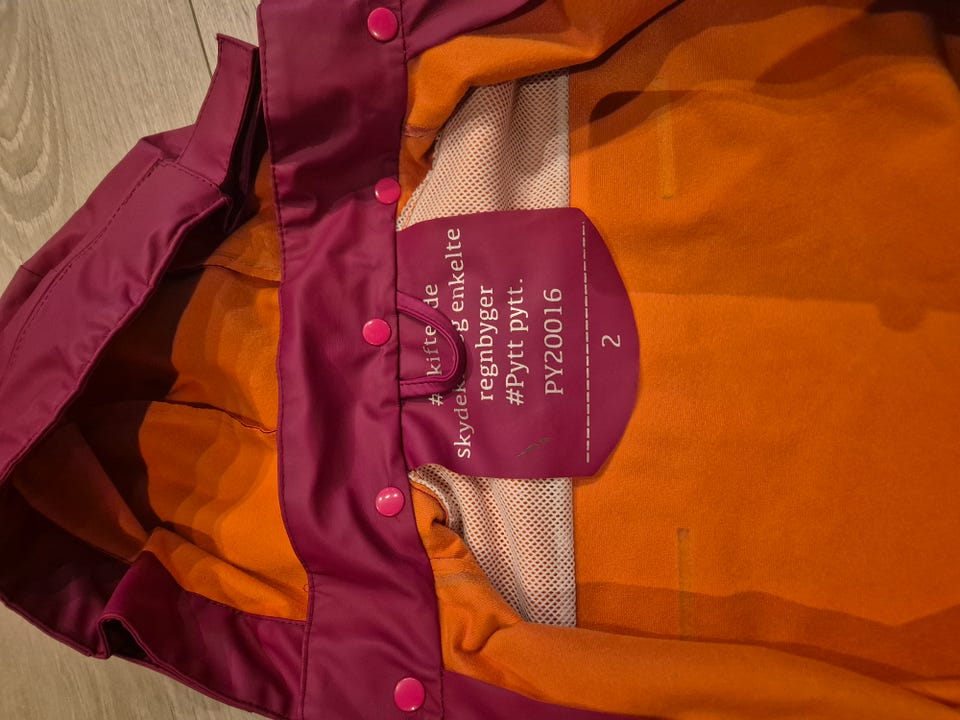 enkelte
regnbyger
#Pytt pytt.
PY20016
2